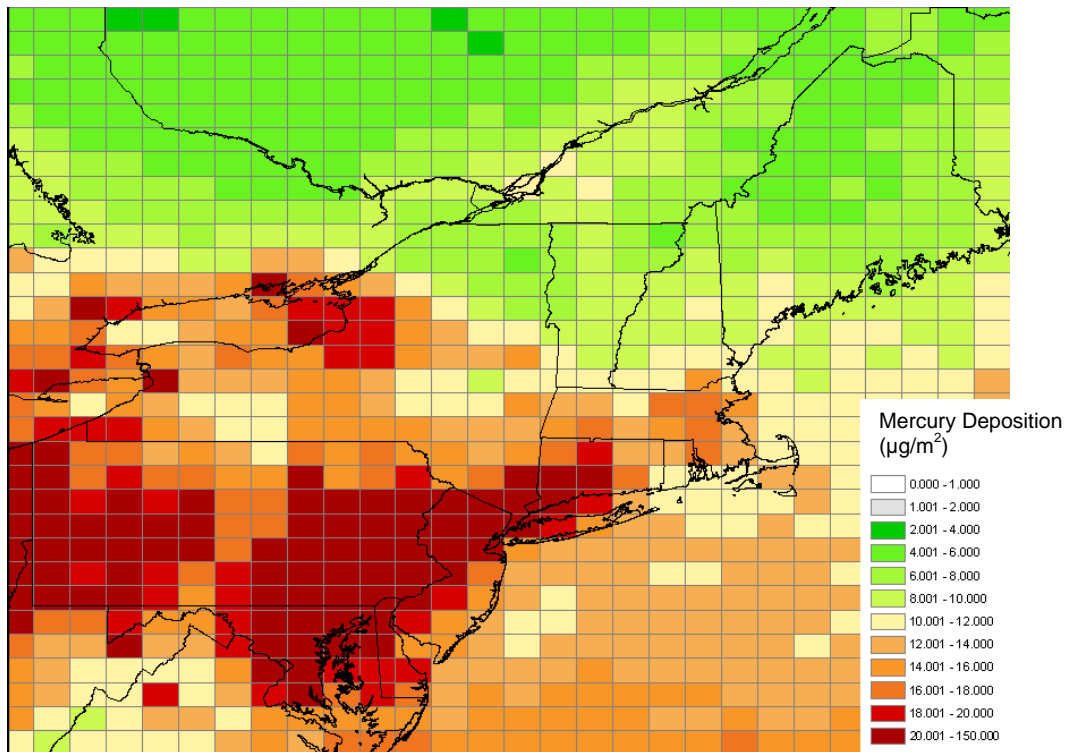 Mercury Deposition
(µg/m²)
0.000 - 1.000
1.001 - 2.000
2.001 - 4.000
4.001 - 6.000
6.001 - 8.000
8.001 - 10.000
10.001 - 12.000
12.001 - 14.000
14.001 - 16.000
16.001 - 18.000
18.001 - 20.000
20.001 - 150.000